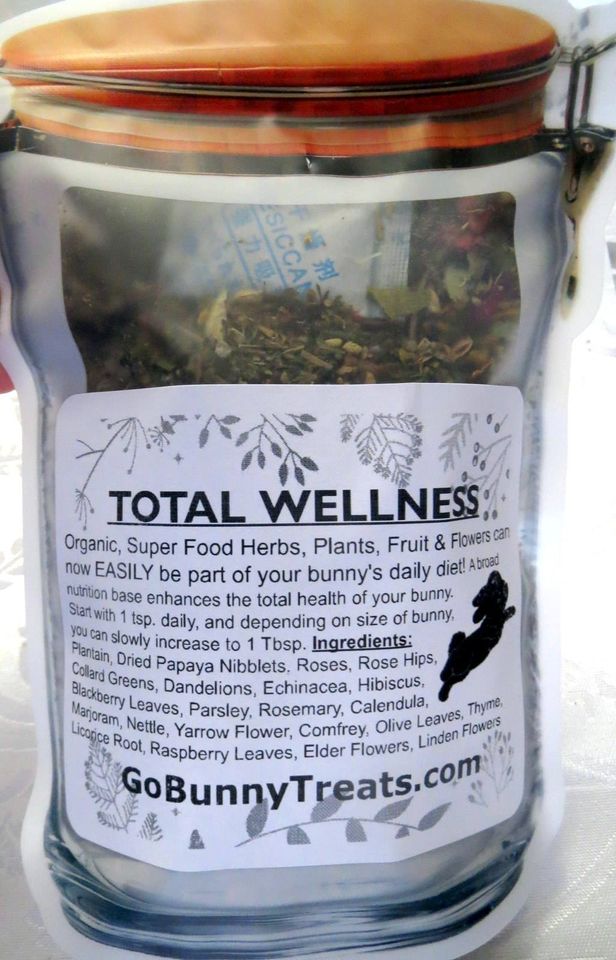 干燥剂
DESICCAN
TOTAL WELLNESS
Organic, Super Food Herbs, Plants, Fruit & Flowers can
now EASILY be part of your bunny's daily diet! A broad
nutrition base enhances the total health of your bunny.
Start with 1 tsp. daily, and depending on size of bunny,
you can slowly increase to 1 Tbsp. Ingredients:
Plantain, Dried Papaya Nibblets, Roses, Rose Hips,
Collard Greens, Dandelions, Echinacea, Hibiscus,
Blackberry Leaves, Parsley, Rosemary, Calendula,
Marjoram, Nettle, Yarrow Flower, Comfrey, Olive Leaves, Thyme,
Licorice Root, Raspberry Leaves, Elder Flowers, Linden Flowers
GoBunnyTreats.com